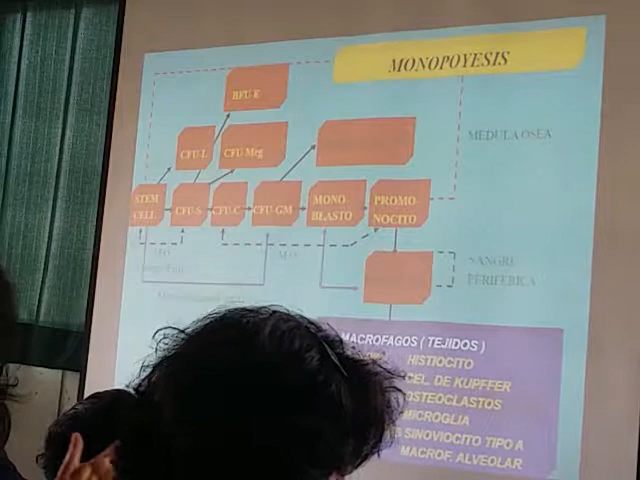 MONOPOYESIS
BFU-E
MEDULA OSEA
CFU-L
CFU-Meg
STEM
CELL
CFU-S
CFU-C
CFU-GM
MONO
BLASTO
PROMO-
NOCITO
SANGRE
PERIFERICA
MACROFAGOS ( TEJIDOS )
HISTIOCITO
CEL. DE KUPFFER
OSTEOCLASTOS
MICROGLIA
SINOVIOCITO TIPO A
MACROF. ALVEOLAR